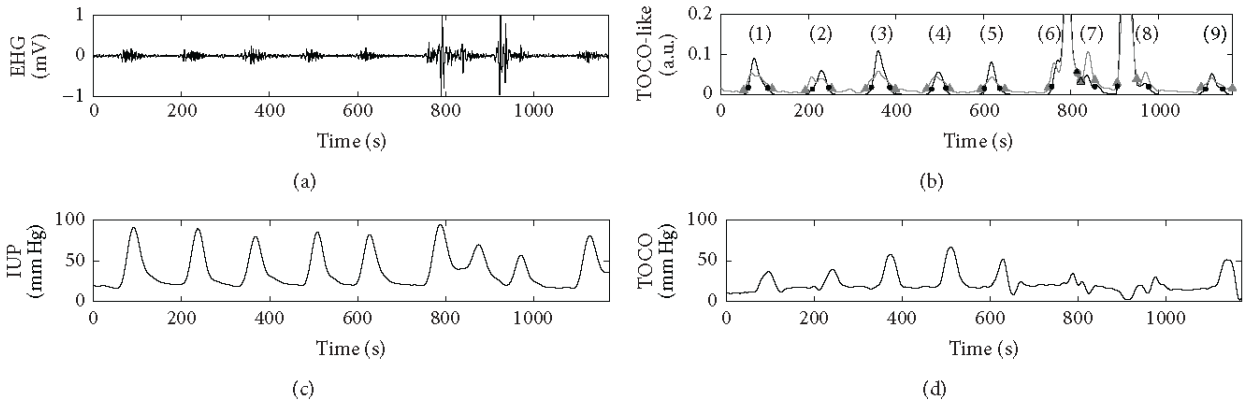 EHG
(mV)
1
0
−1
0 200 400 600 800 1000
Time (s)
(a)
TOCO-like
(a.u.)
0.2
0.1
0
(1) (2) (3) (4) (5) (6) (7) (8) (9)
0 200 400 600 800 1000
Time (s)
(b)
IUP
(mm Hg)
100
50
0
0 200 400 600 800 1000
Time (s)
(c)
TOCO
(mm Hg)
100
50
0
0 200 400 600 800 1000
Time (s)
(d)